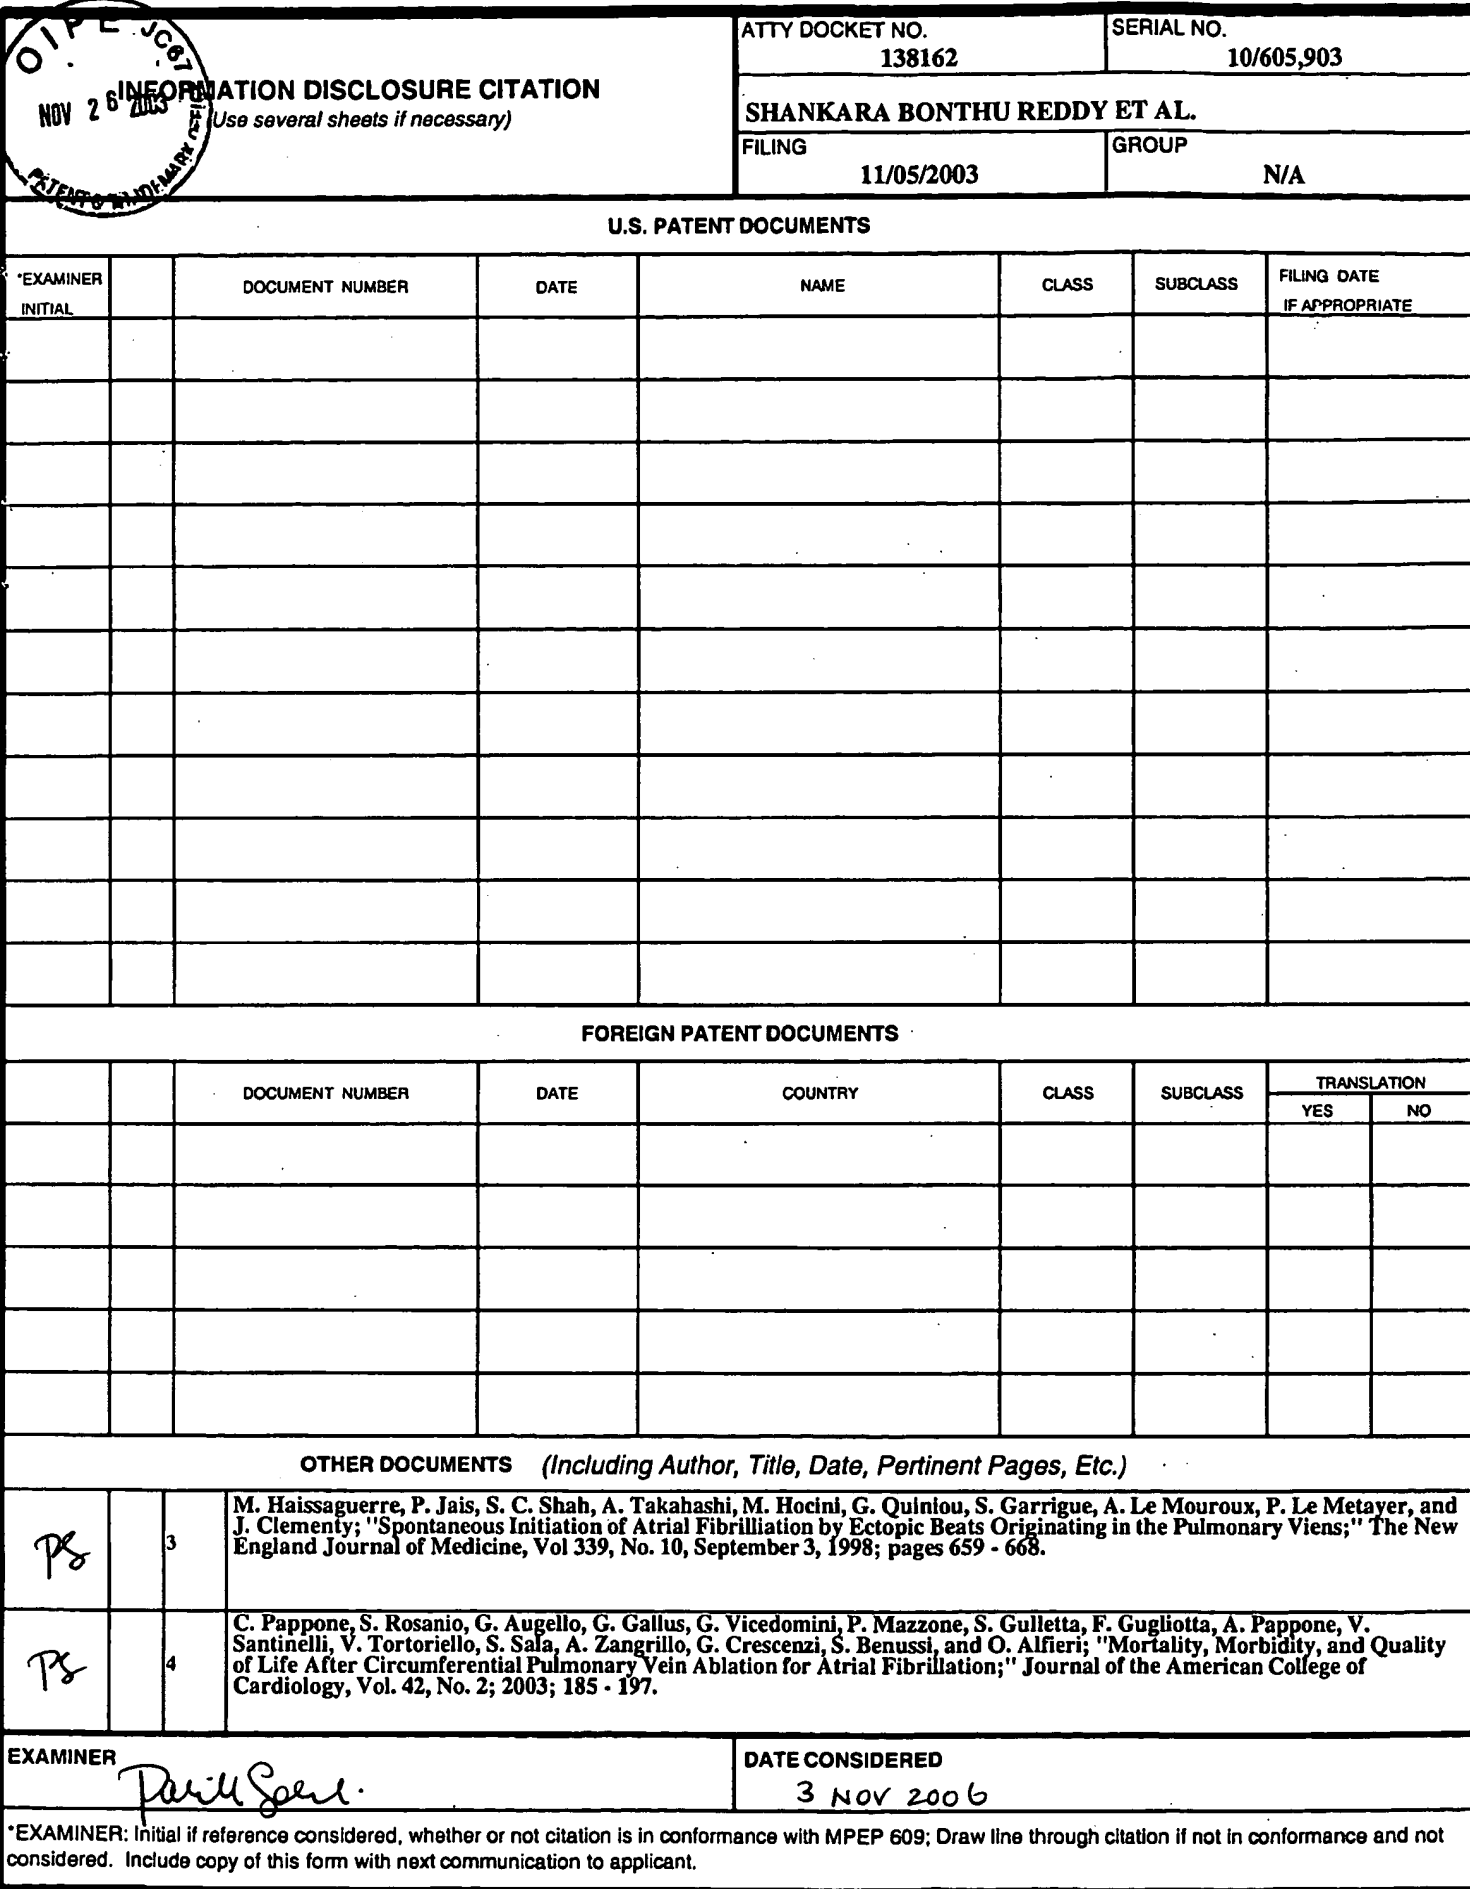 OIPE JC67
NOV 26 2003
PATENT & TRADEMARK
INFORMATION DISCLOSURE CITATION
(Use several sheets if necessary)
ATTY DOCKET NO.
138162
SERIAL NO.
10/605,903
SHANKARA BONTHU REDDY ET AL.
FILING
11/05/2003
GROUP
N/A
U.S. PATENT DOCUMENTS
*EXAMINER
INITIAL
DOCUMENT NUMBER
DATE
NAME
CLASS
SUBCLASS
FILING DATE
IF APPROPRIATE
FOREIGN PATENT DOCUMENTS
DOCUMENT NUMBER
DATE
COUNTRY
CLASS
SUBCLASS
TRANSLATION
YES
NO
OTHER DOCUMENTS (Including Author, Title, Date, Pertinent Pages, Etc.)
PS
3
M. Haissaguerre, P. Jais, S. C. Shah, A. Takahashi, M. Hocini, G. Quiniou, S. Garrigue, A. Le Mouroux, P. Le Metayer, and
J. Clementy; "Spontaneous Initiation of Atrial Fibrilliation by Ectopic Beats Originating in the Pulmonary Viens;" The New
England Journal of Medicine, Vol 339, No. 10, September 3, 1998; pages 659 - 668.
PS
4
C. Pappone, S. Rosanio, G. Augello, G. Gallus, G. Vicedomini, P. Mazzone, S. Gulletta, F. Gugliotta, A. Pappone, V.
Santinelli, V. Tortoriello, S. Sala, A. Zangrillo, G. Crescenzi, S. Benussi, and O. Alfieri; "Mortality, Morbidity, and Quality
of Life After Circumferential Pulmonary Vein Ablation for Atrial Fibrillation;" Journal of the American College of
Cardiology, Vol. 42, No. 2; 2003; 185 - 197.
EXAMINER
DATE CONSIDERED
3 NOV 2006
*EXAMINER: Initial if reference considered, whether or not citation is in conformance with MPEP 609; Draw line through citation if not in conformance and not
considered. Include copy of this form with next communication to applicant.